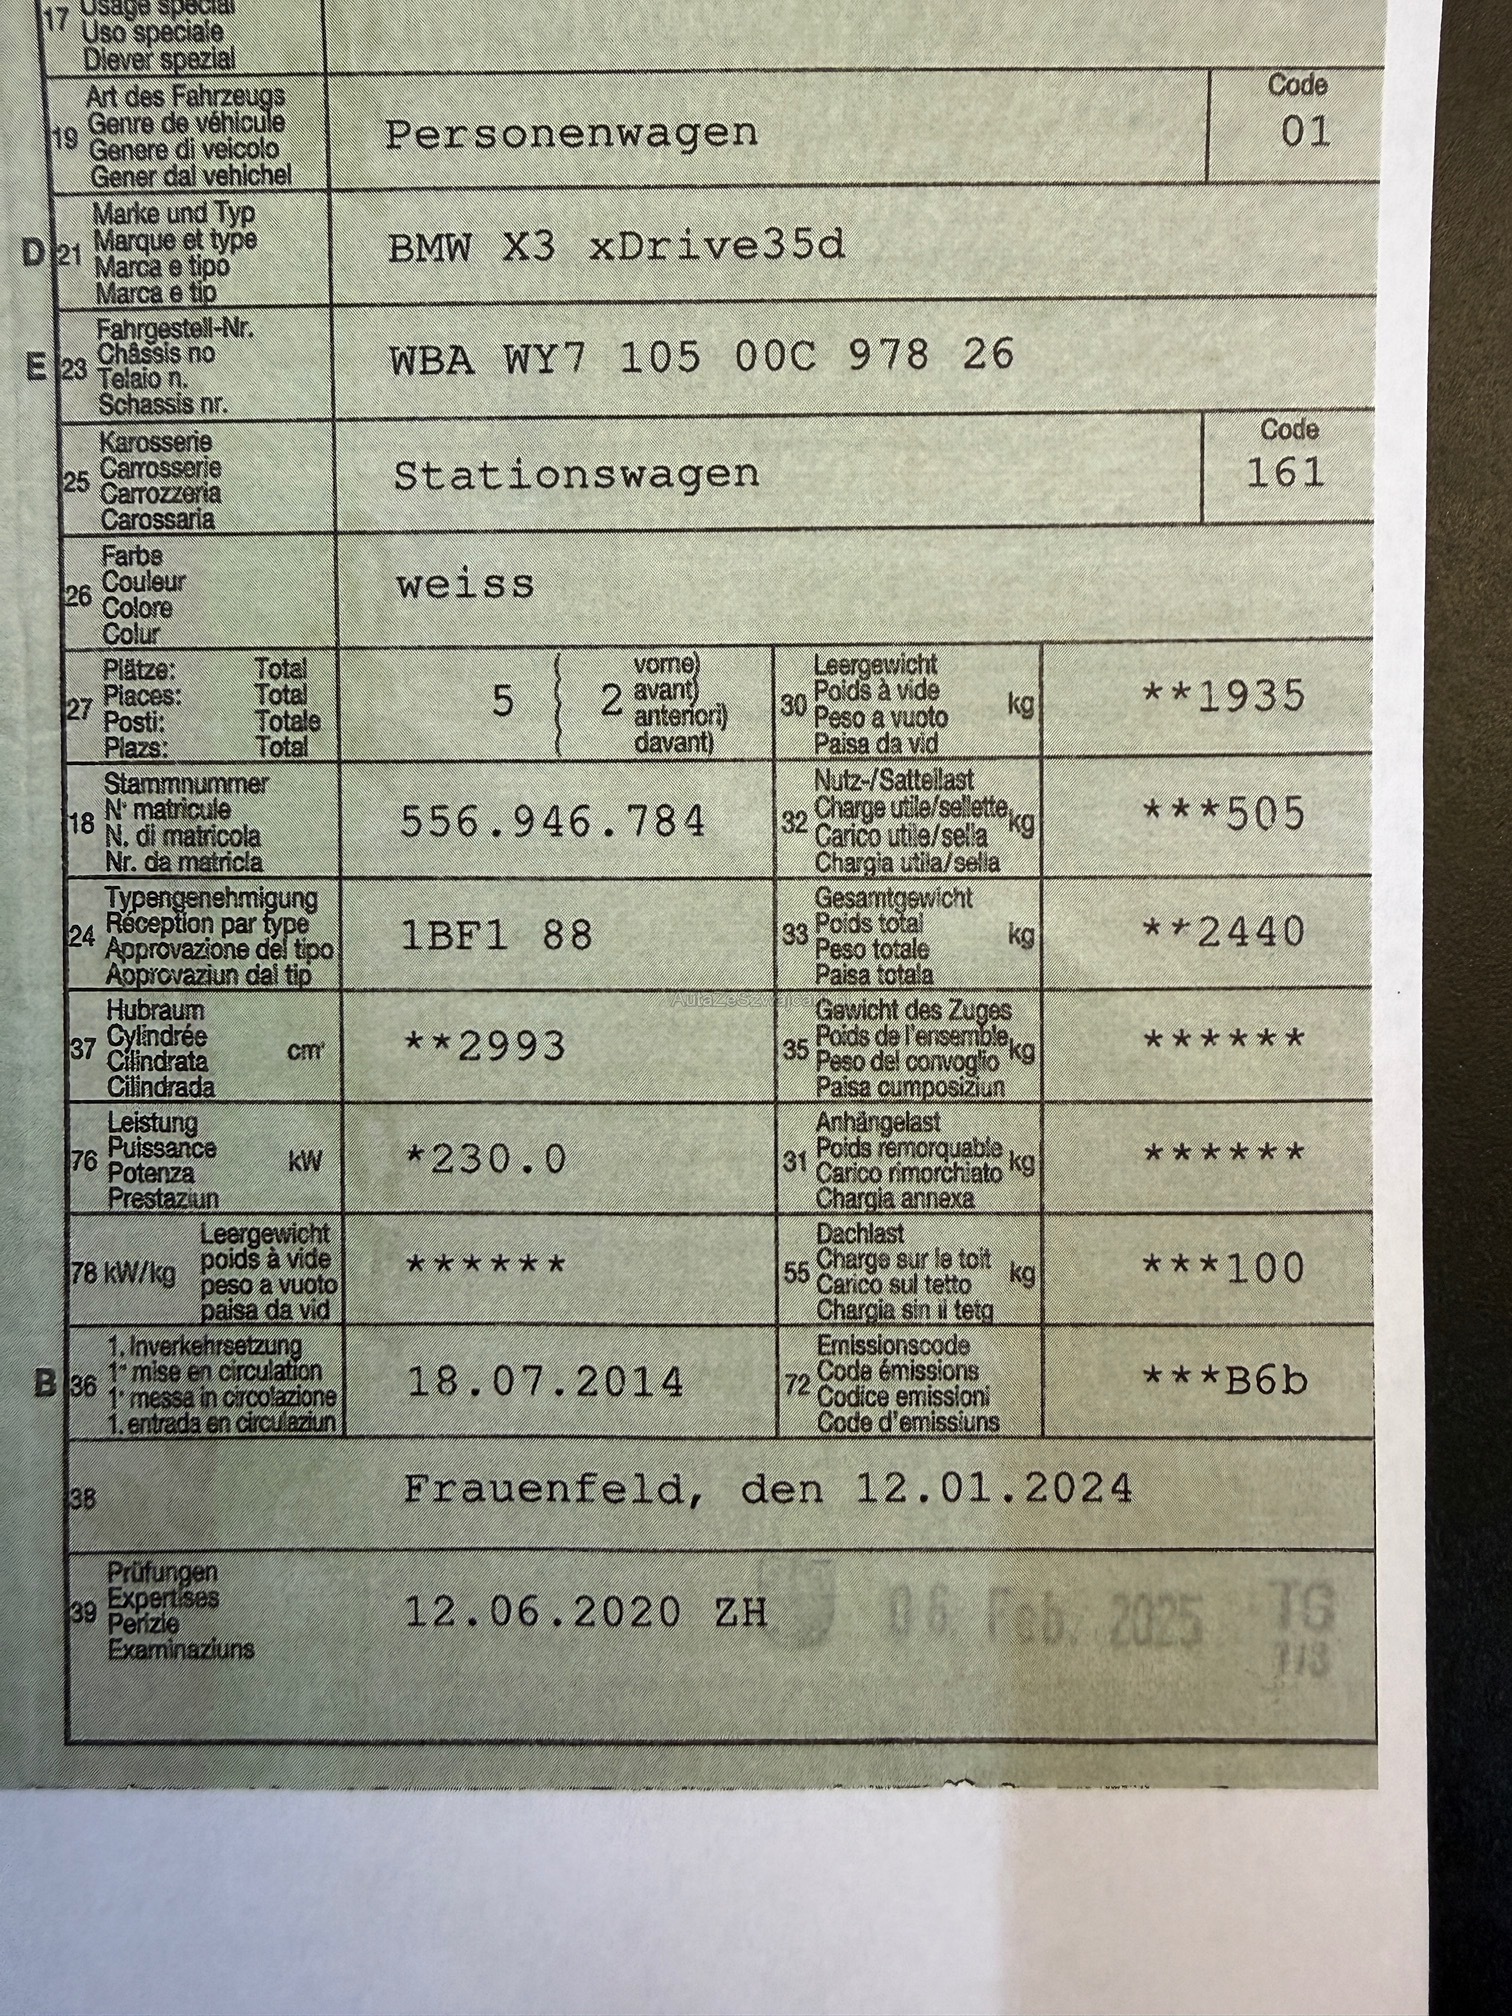 17 Usage spécial
Uso speciale
Diever spezial
Art des Fahrzeugs
19 Genre de véhicule
Genere di veicolo
Gener dal vehichel
Personenwagen
Code
01
Marke und Typ
D 21 Marque et type
Marca e tipo
Marca e tip
BMW X3 xDrive35d
Fahrgestell-Nr.
E 23 Châssis no
Telaio n.
Schassis nr.
WBA WY7 105 00C 978 26
Karosserie
25 Carrosserie
Carrozzeria
Carossaria
Stationswagen
Code
161
Farbe
26 Couleur
Colore
Colur
weiss
Plätze: Total
27 Places: Total
Posti: Totale
Plazs: Total
5 ( 2 vorne)
avant)
anteriori)
davant)
Leergewicht
30 Poids à vide kg
Peso a vuoto
Paisa da vid
**1935
Stammnummer
18 N° matricule
N. di matricola
Nr. da matricla
556.946.784
Nutz-/Sattellast
32 Charge utile/sellette kg
Carico utile/sella
Chargia utila/sella
***505
Typengenehmigung
24 Réception par type
Approvazione del tipo
Approvaziun dal tip
1BF1 88
Gesamtgewicht
33 Poids total kg
Peso totale
Paisa totala
**2440
Hubraum
37 Cylindrée cm³
Cilindrata
Cilindrada
**2993
Gewicht des Zuges
35 Poids de l'ensemble kg
Peso del convoglio
Paisa cumposiziun
******
Leistung
76 Puissance kW
Potenza
Prestaziun
*230.0
Anhängelast
31 Poids remorquable kg
Carico rimorchiato
Chargia annexa
******
Leergewicht
78 kW/kg poids à vide
peso a vuoto
paisa da vid
******
Dachlast
55 Charge sur le toit kg
Carico sul tetto
Chargia sin il tetg
***100
1. Inverkehrsetzung
B 36 1re mise en circulation
1a messa in circolazione
1. entrada en circulaziun
18.07.2014
Emissionscode
72 Code émissions
Codice emissioni
Code d'emissiuns
***B6b
38 Frauenfeld, den 12.01.2024
Prüfungen
39 Expertises
Perizie
Examinaziuns
12.06.2020 ZH
06. Feb. 2025 TG
113